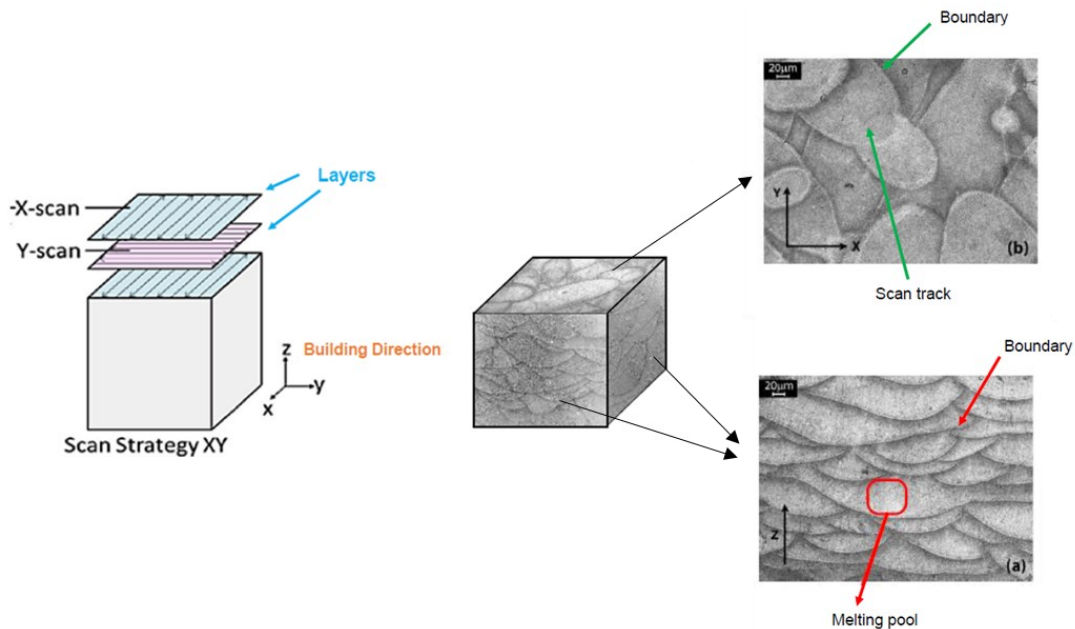 Layers
-X-scan
Y-scan
Building Direction
z
y
x
Scan Strategy XY
Boundary
20µm
Y
X
(b)
Scan track
Boundary
20µm
Z
(a)
Melting pool